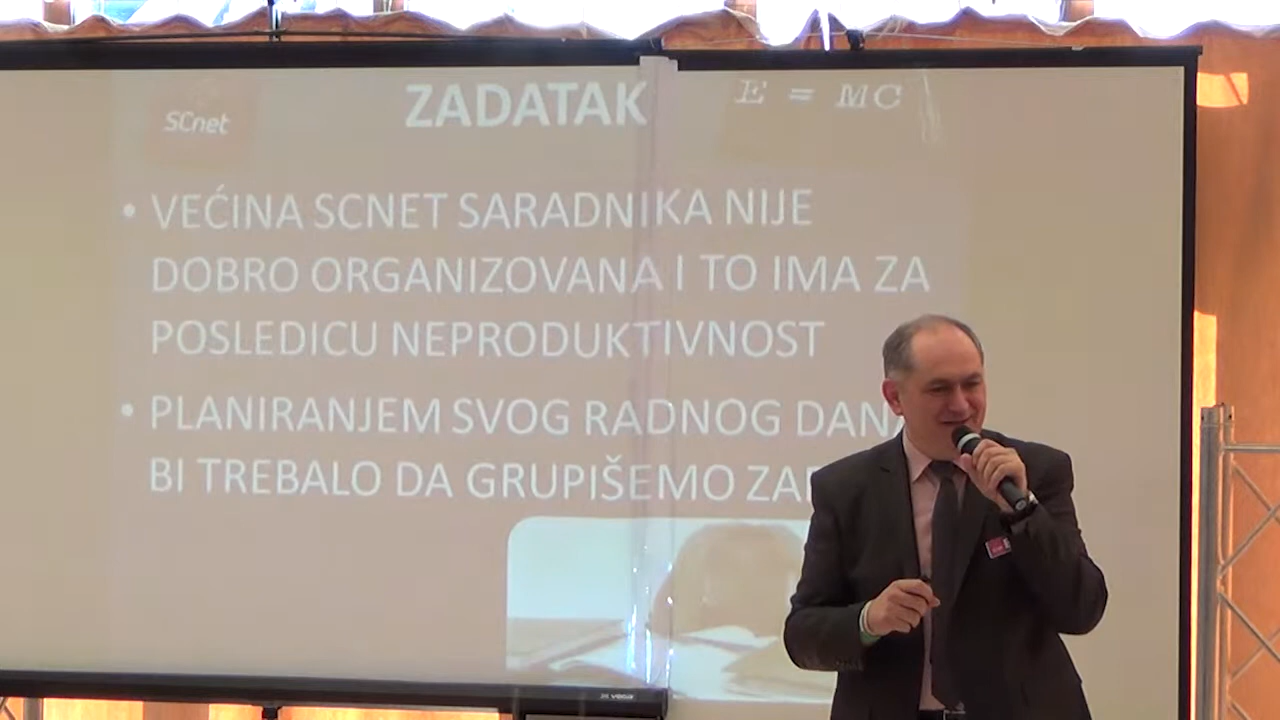 SCnet
ZADATAK
E = MC
• VEĆINA SCNET SARADNIKA NIJE
DOBRO ORGANIZOVANA I TO IMA ZA
POSLEDICU NEPRODUKTIVNOST
• PLANIRANJEM SVOG RADNOG DANA
BI TREBALO DA GRUPIŠEMO